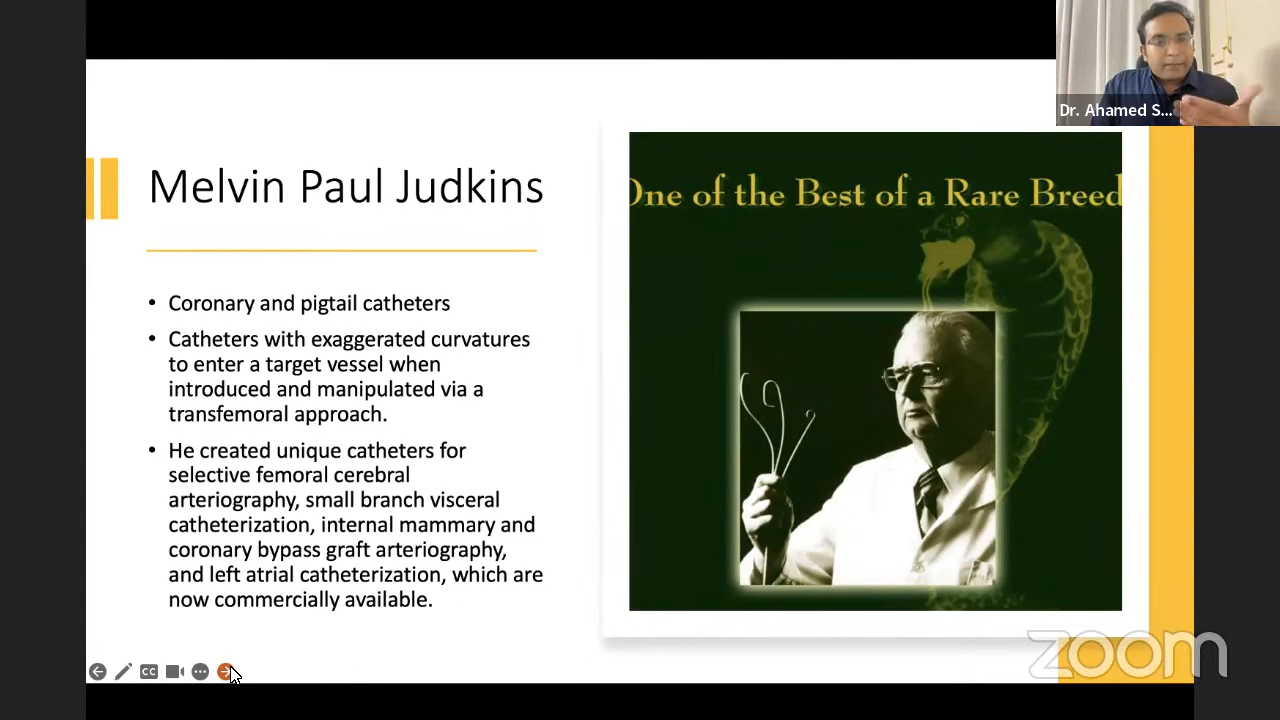 Dr. Ahamed S...
Melvin Paul Judkins
One of the Best of a Rare Breed
• Coronary and pigtail catheters
• Catheters with exaggerated curvatures
to enter a target vessel when
introduced and manipulated via a
transfemoral approach.
• He created unique catheters for
selective femoral cerebral
arteriography, small branch visceral
catheterization, internal mammary and
coronary bypass graft arteriography,
and left atrial catheterization, which are
now commercially available.
CC
zoom